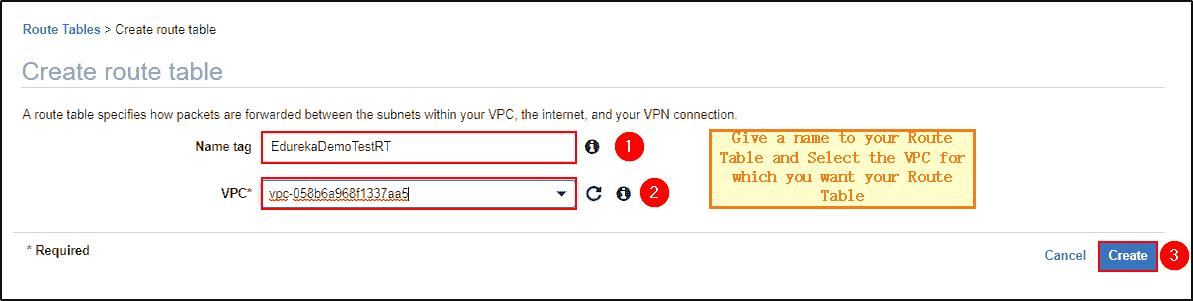 Route Tables > Create route table
Create route table
A route table specifies how packets are forwarded between the subnets within your VPC, the internet, and your VPN connection.
Name tag EdurekaDemoTestRT 1
VPC* vpc-058b6a968f1337aa5 2
Give a name to your Route
Table and Select the VPC for
which you want your Route
Table
* Required
Cancel Create 3